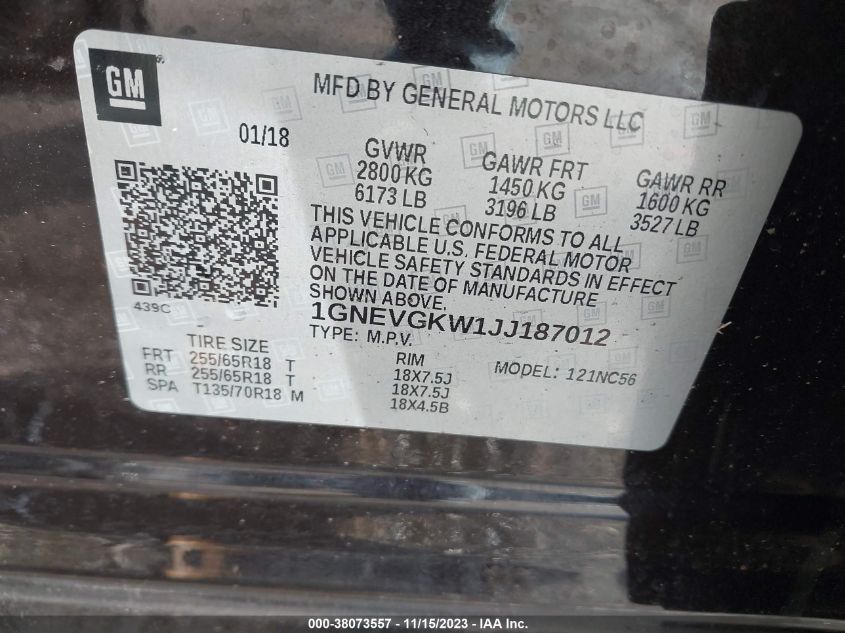 GM
MFD BY GENERAL MOTORS LLC
01/18
GVWR
2800 KG
6173 LB
GAWR FRT
1450 KG
3196 LB
GAWR RR
1600 KG
3527 LB
THIS VEHICLE CONFORMS TO ALL
APPLICABLE U.S. FEDERAL MOTOR
VEHICLE SAFETY STANDARDS IN EFFECT
ON THE DATE OF MANUFACTURE
SHOWN ABOVE.
1GNEVGKW1JJ187012
TYPE: M.P.V.
439C
TIRE SIZE
FRT 255/65R18 T
RR 255/65R18 T
SPA T135/70R18 M
RIM
18X7.5J
18X7.5J
18X4.5B
MODEL: 121NC56
000-38073557 - 11/15/2023 - IAA Inc.